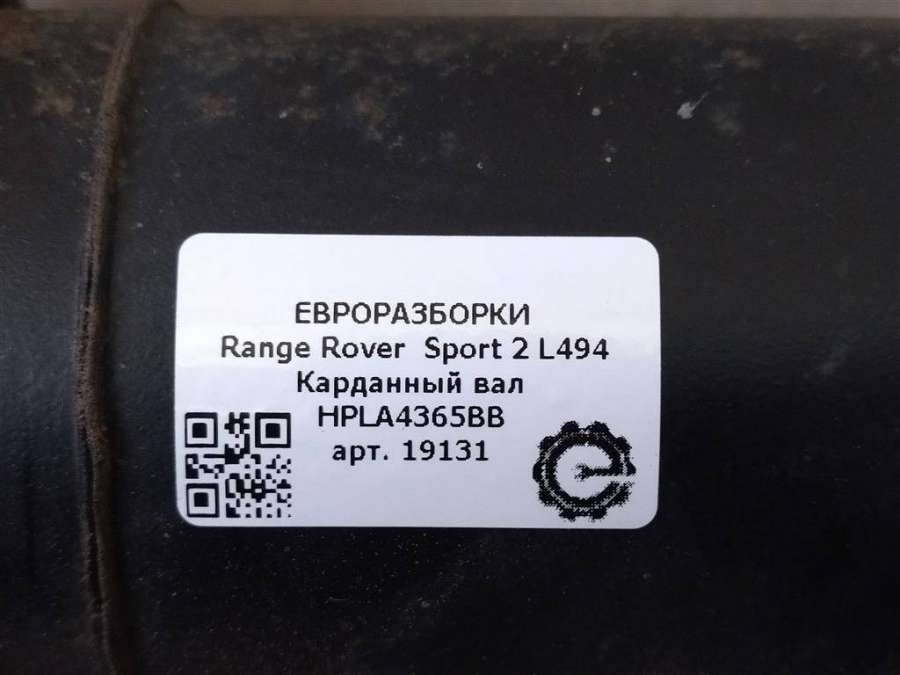 ЕВРОРАЗБОРКИ
Range Rover Sport 2 L494
Карданный вал
HPLA4365BB
арт. 19131